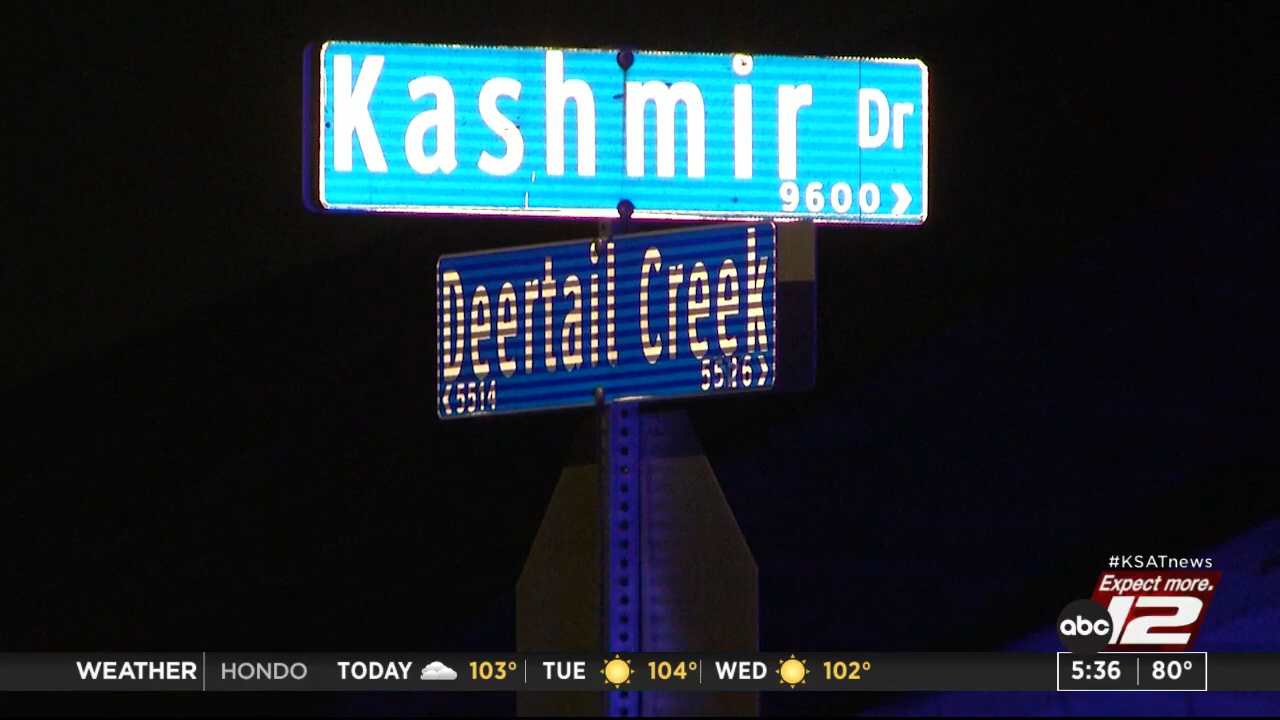 Kashmir Dr
9600 >
Deertail Creek
<5514 5526>
#KSATnews
Expect more.
abc 12
WEATHER HONDO TODAY 103° TUE 104° WED 102° 5:36 80°